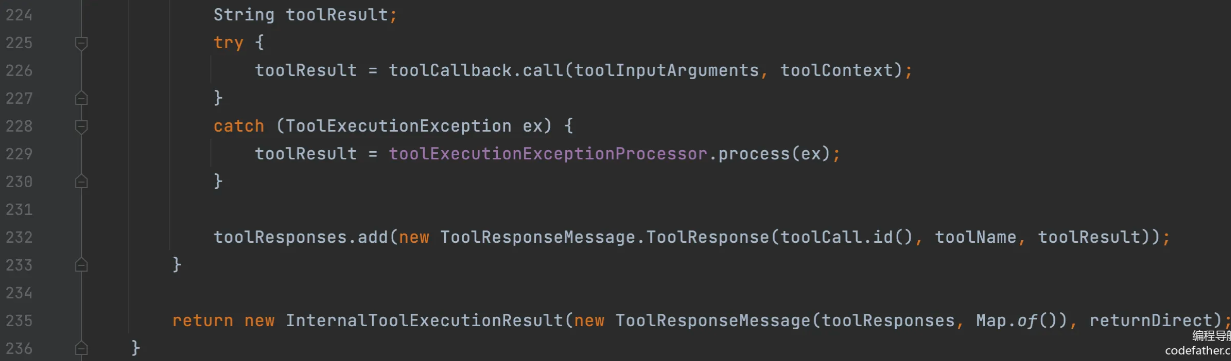 224 String toolResult;
225 try {
226 toolResult = toolCallback.call(toolInputArguments, toolContext);
227 }
228 catch (ToolExecutionException ex) {
229 toolResult = toolExecutionExceptionProcessor.process(ex);
230 }
231
232 toolResponses.add(new ToolResponseMessage.ToolResponse(toolCall.id(), toolName, toolResult));
233 }
234
235 return new InternalToolExecutionResult(new ToolResponseMessage(toolResponses, Map.of()), returnDirect);
236 }
编程导航
codefather.c